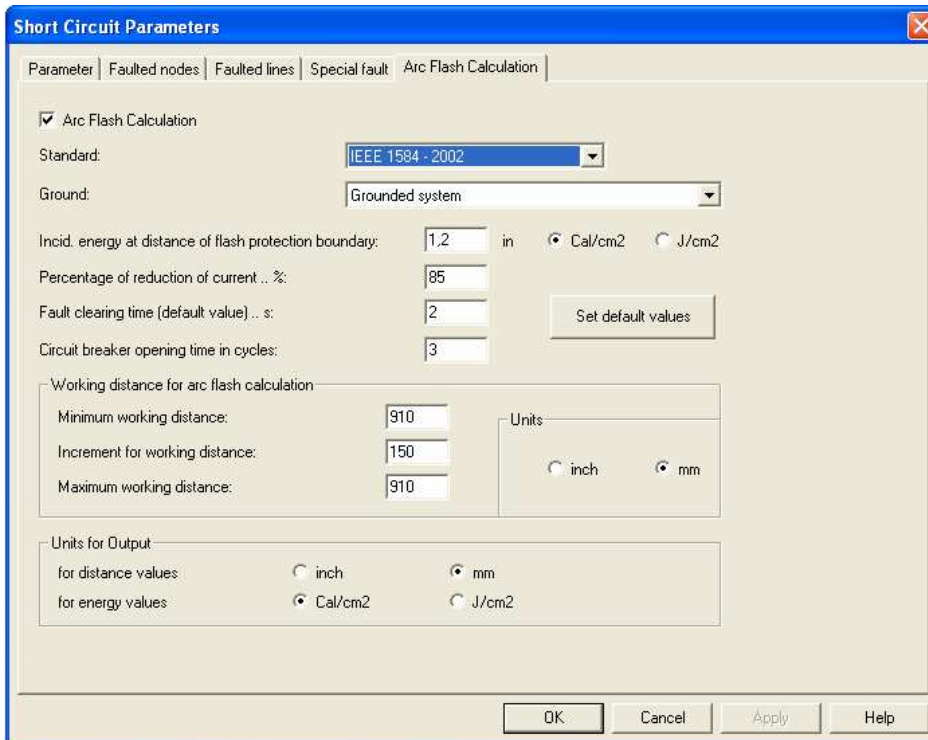 Short Circuit Parameters
Parameter Faulted nodes Faulted lines Special fault Arc Flash Calculation
Arc Flash Calculation
Standard: IEEE 1584 - 2002
Ground: Grounded system
Incid. energy at distance of flash protection boundary: 1,2 in Cal/cm2 J/cm2
Percentage of reduction of current .. %: 85
Fault clearing time (default value) .. s: 2 Set default values
Circuit breaker opening time in cycles: 3
Working distance for arc flash calculation
Minimum working distance: 910 Units
Increment for working distance: 150 inch mm
Maximum working distance: 910
Units for Output
for distance values inch mm
for energy values Cal/cm2 J/cm2
OK Cancel Apply Help